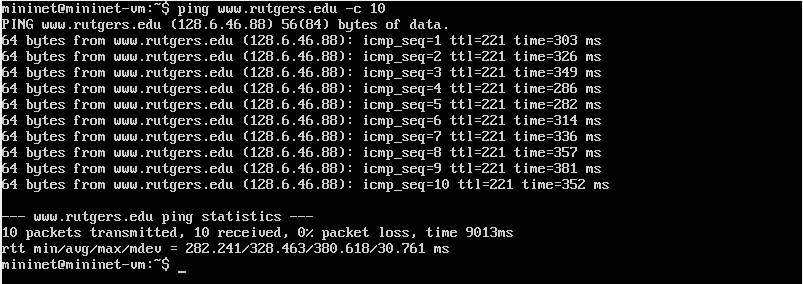 mininet@mininet-vm:~$ ping www.rutgers.edu -c 10
PING www.rutgers.edu (128.6.46.88) 56(84) bytes of data.
64 bytes from www.rutgers.edu (128.6.46.88): icmp_seq=1 ttl=221 time=303 ms
64 bytes from www.rutgers.edu (128.6.46.88): icmp_seq=2 ttl=221 time=326 ms
64 bytes from www.rutgers.edu (128.6.46.88): icmp_seq=3 ttl=221 time=349 ms
64 bytes from www.rutgers.edu (128.6.46.88): icmp_seq=4 ttl=221 time=286 ms
64 bytes from www.rutgers.edu (128.6.46.88): icmp_seq=5 ttl=221 time=282 ms
64 bytes from www.rutgers.edu (128.6.46.88): icmp_seq=6 ttl=221 time=314 ms
64 bytes from www.rutgers.edu (128.6.46.88): icmp_seq=7 ttl=221 time=336 ms
64 bytes from www.rutgers.edu (128.6.46.88): icmp_seq=8 ttl=221 time=357 ms
64 bytes from www.rutgers.edu (128.6.46.88): icmp_seq=9 ttl=221 time=381 ms
64 bytes from www.rutgers.edu (128.6.46.88): icmp_seq=10 ttl=221 time=352 ms
--- www.rutgers.edu ping statistics ---
10 packets transmitted, 10 received, 0% packet loss, time 9013ms
rtt min/avg/max/mdev = 282.241/328.463/380.618/30.761 ms
mininet@mininet-vm:~$ _